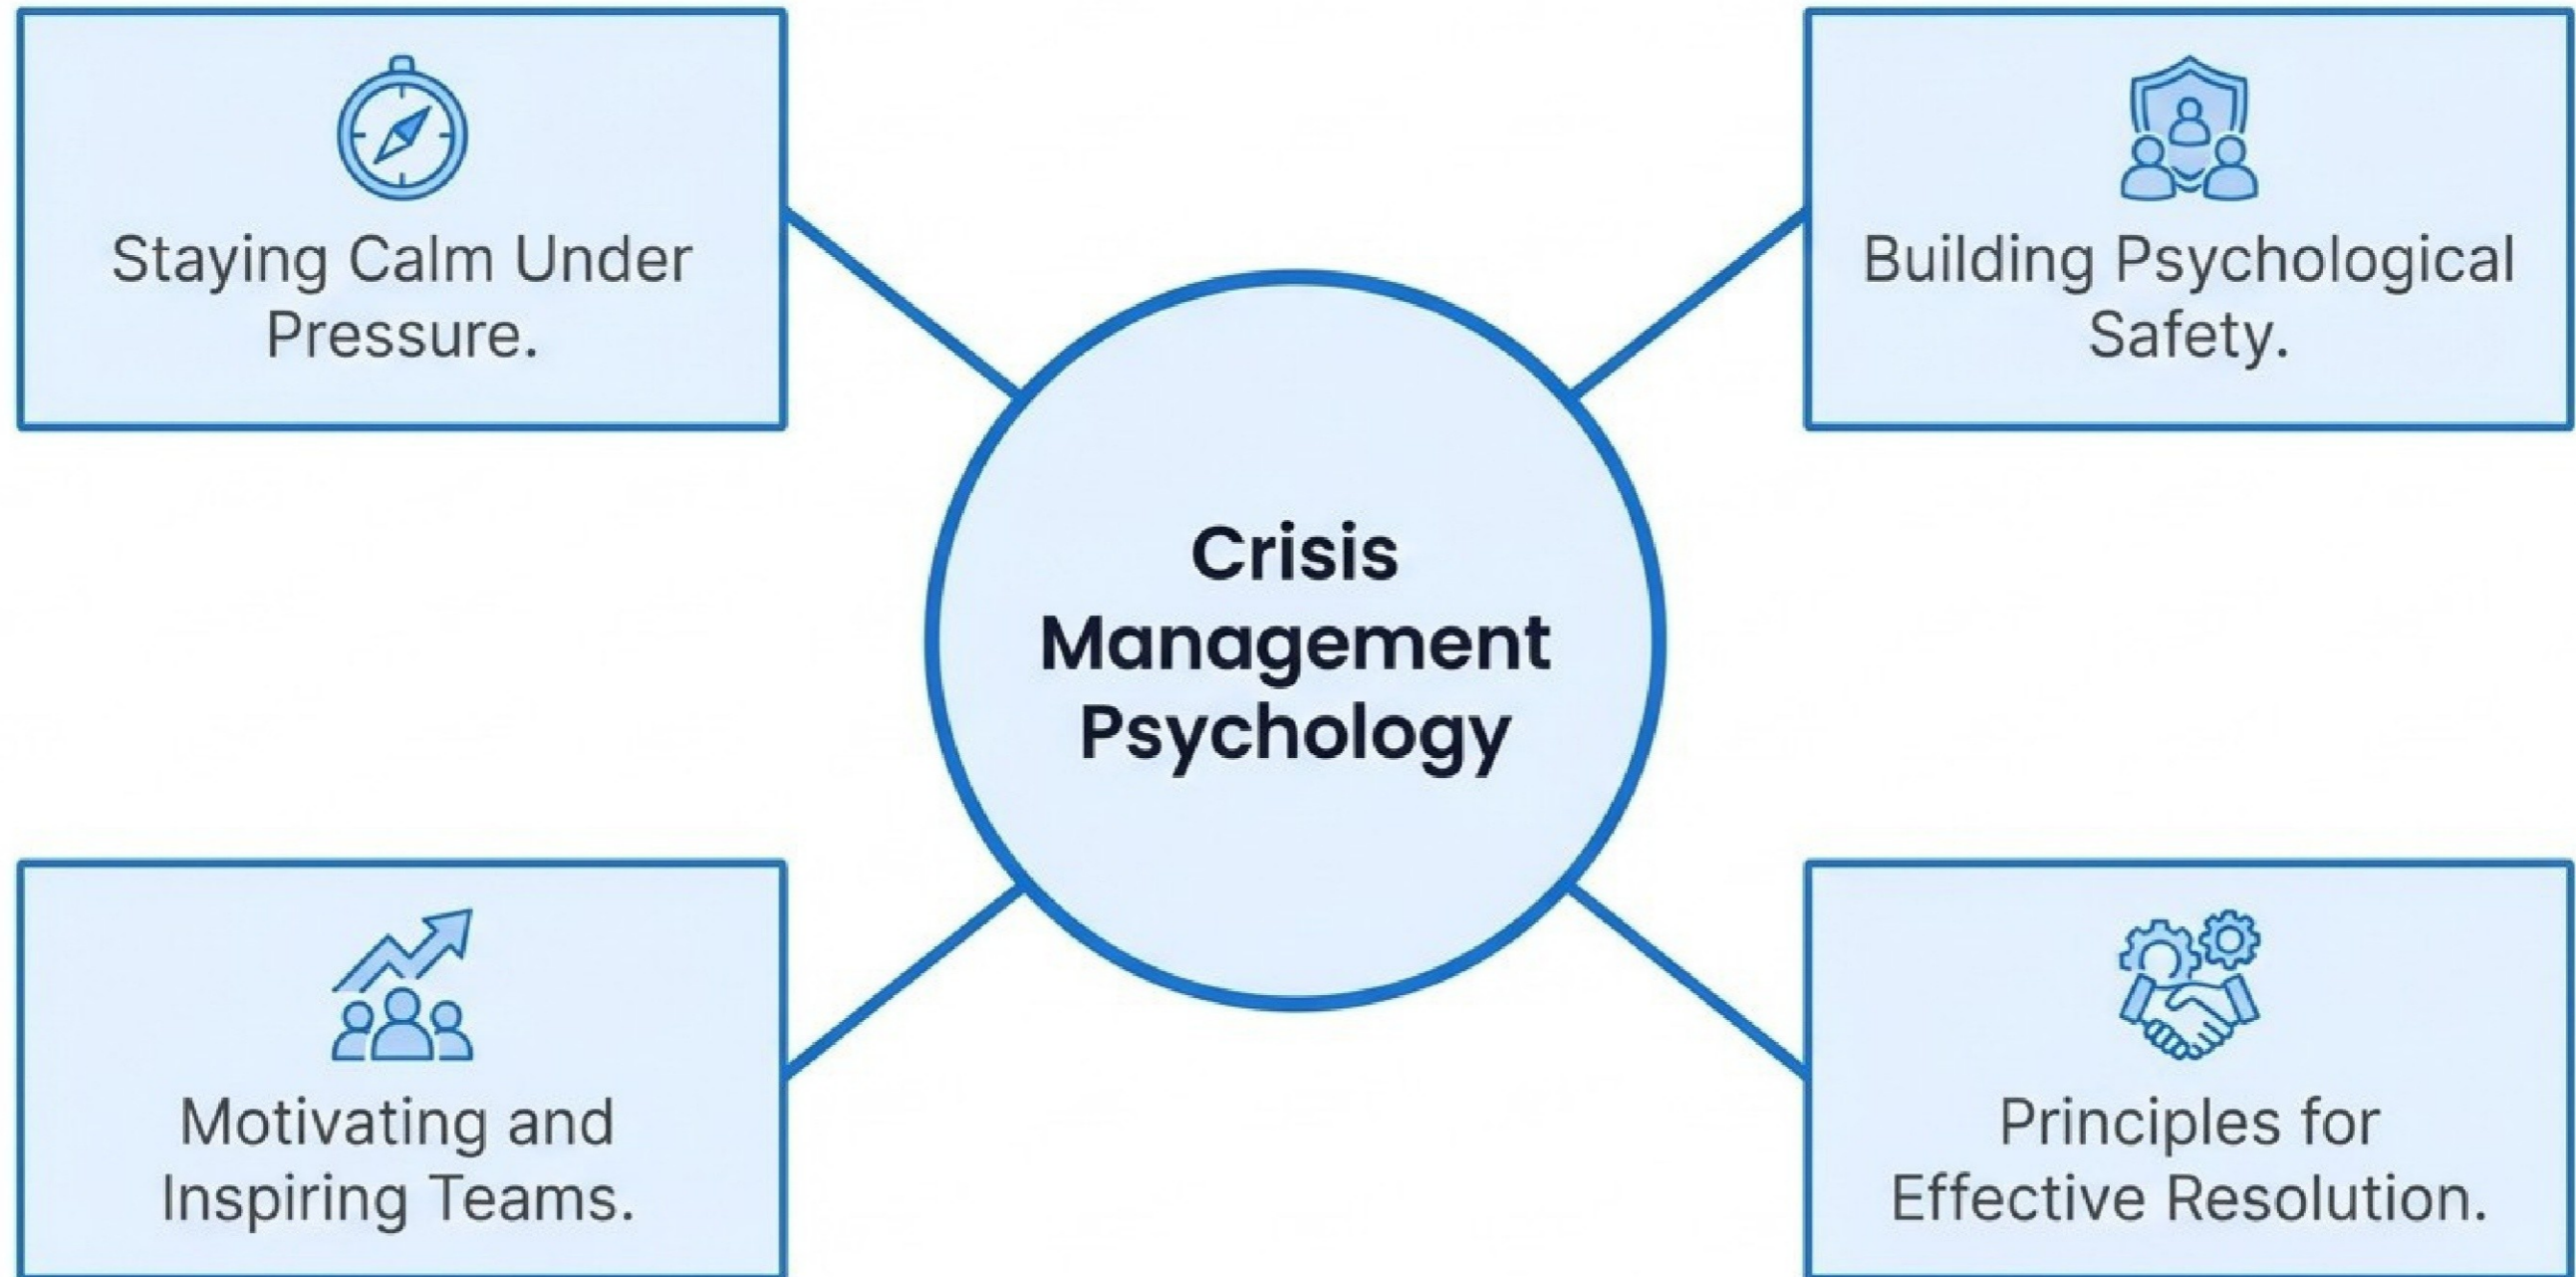 Staying Calm Under
Pressure.
Building Psychological
Safety.
Crisis
Management
Psychology
Motivating and
Inspiring Teams.
Principles for
Effective Resolution.